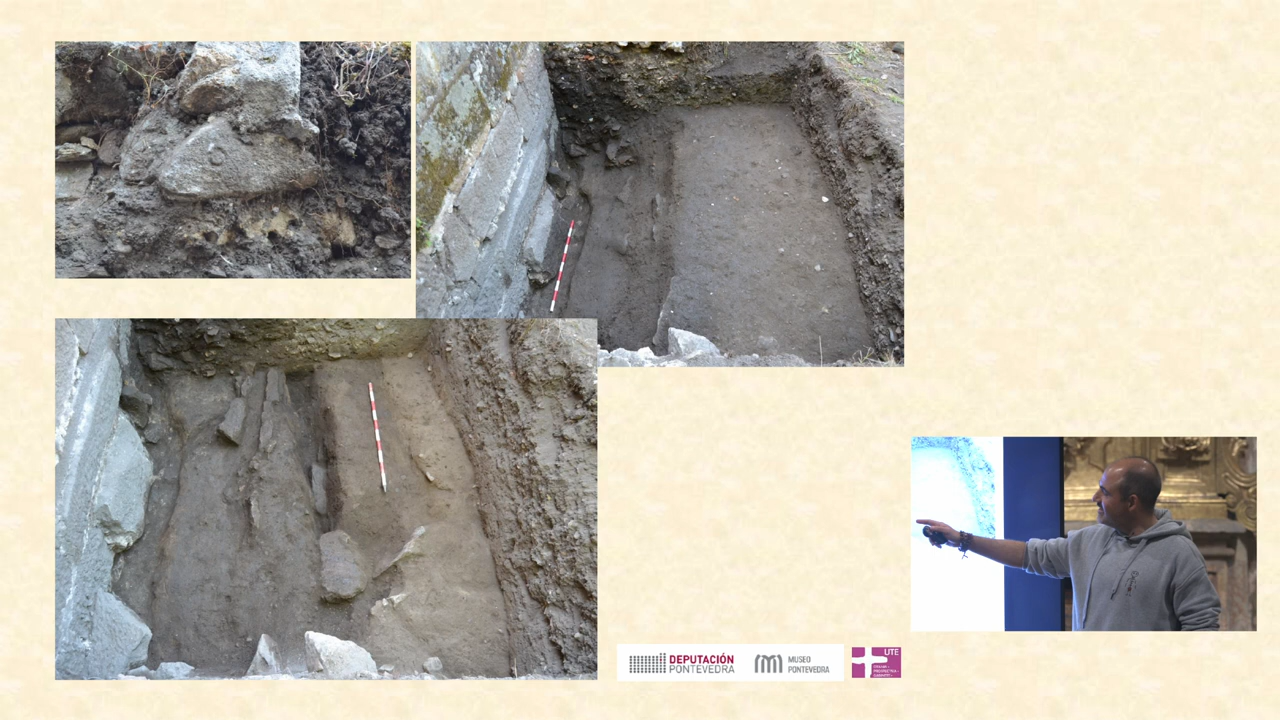 DEPUTACIÓN
PONTEVEDRA
MUSEO
PONTEVEDRA
UTE